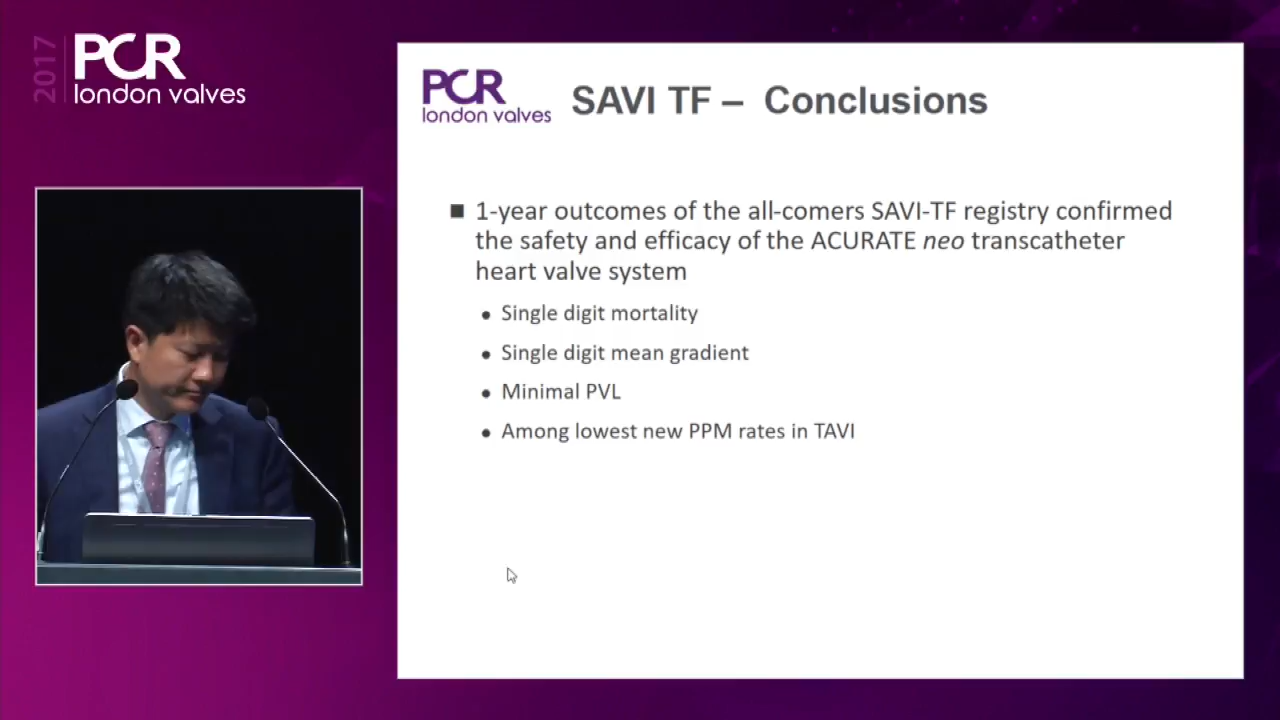 2017
PCR
london valves
PCR
london valves
SAVI TF – Conclusions
1-year outcomes of the all-comers SAVI-TF registry confirmed
the safety and efficacy of the ACURATE neo transcatheter
heart valve system
Single digit mortality
Single digit mean gradient
Minimal PVL
Among lowest new PPM rates in TAVI